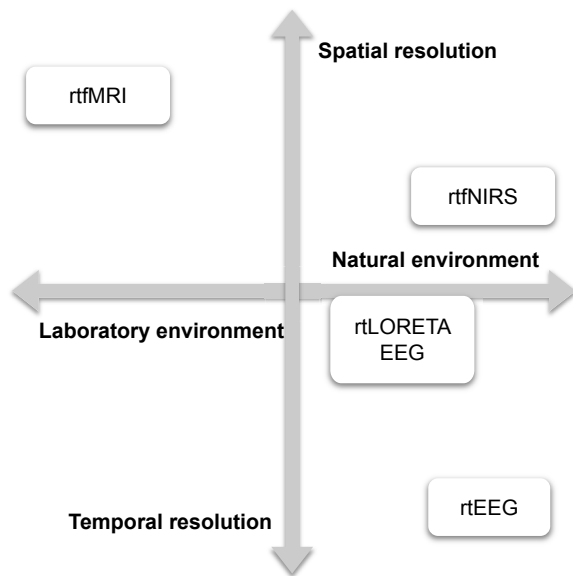 Spatial resolution
rtfMRI
rtfNIRS
Natural environment
Laboratory environment
rtLORETA
EEG
Temporal resolution
rtEEG